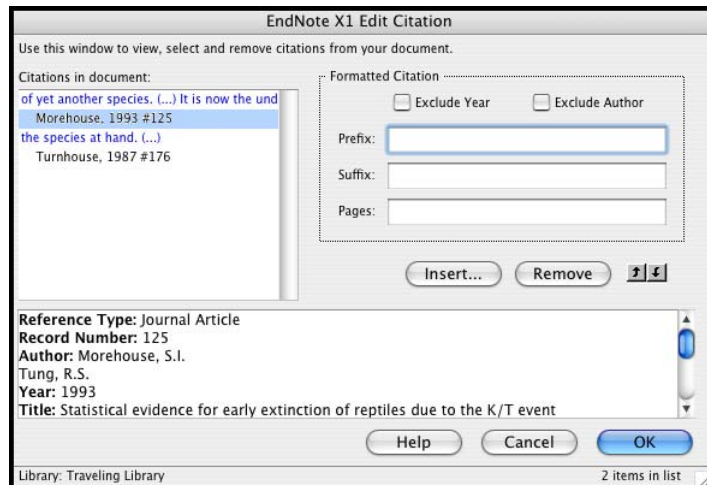 EndNote X1 Edit Citation
Use this window to view, select and remove citations from your document.
Citations in document:
of yet another species. (...) It is now the und
Morehouse, 1993 #125
the species at hand. (...)
Turnhouse, 1987 #176
Formatted Citation
Exclude Year
Exclude Author
Prefix:
Suffix:
Pages:
Insert...
Remove
Reference Type: Journal Article
Record Number: 125
Author: Morehouse, S.I.
Tung, R.S.
Year: 1993
Title: Statistical evidence for early extinction of reptiles due to the K/T event
Help
Cancel
OK
Library: Traveling Library
2 items in list